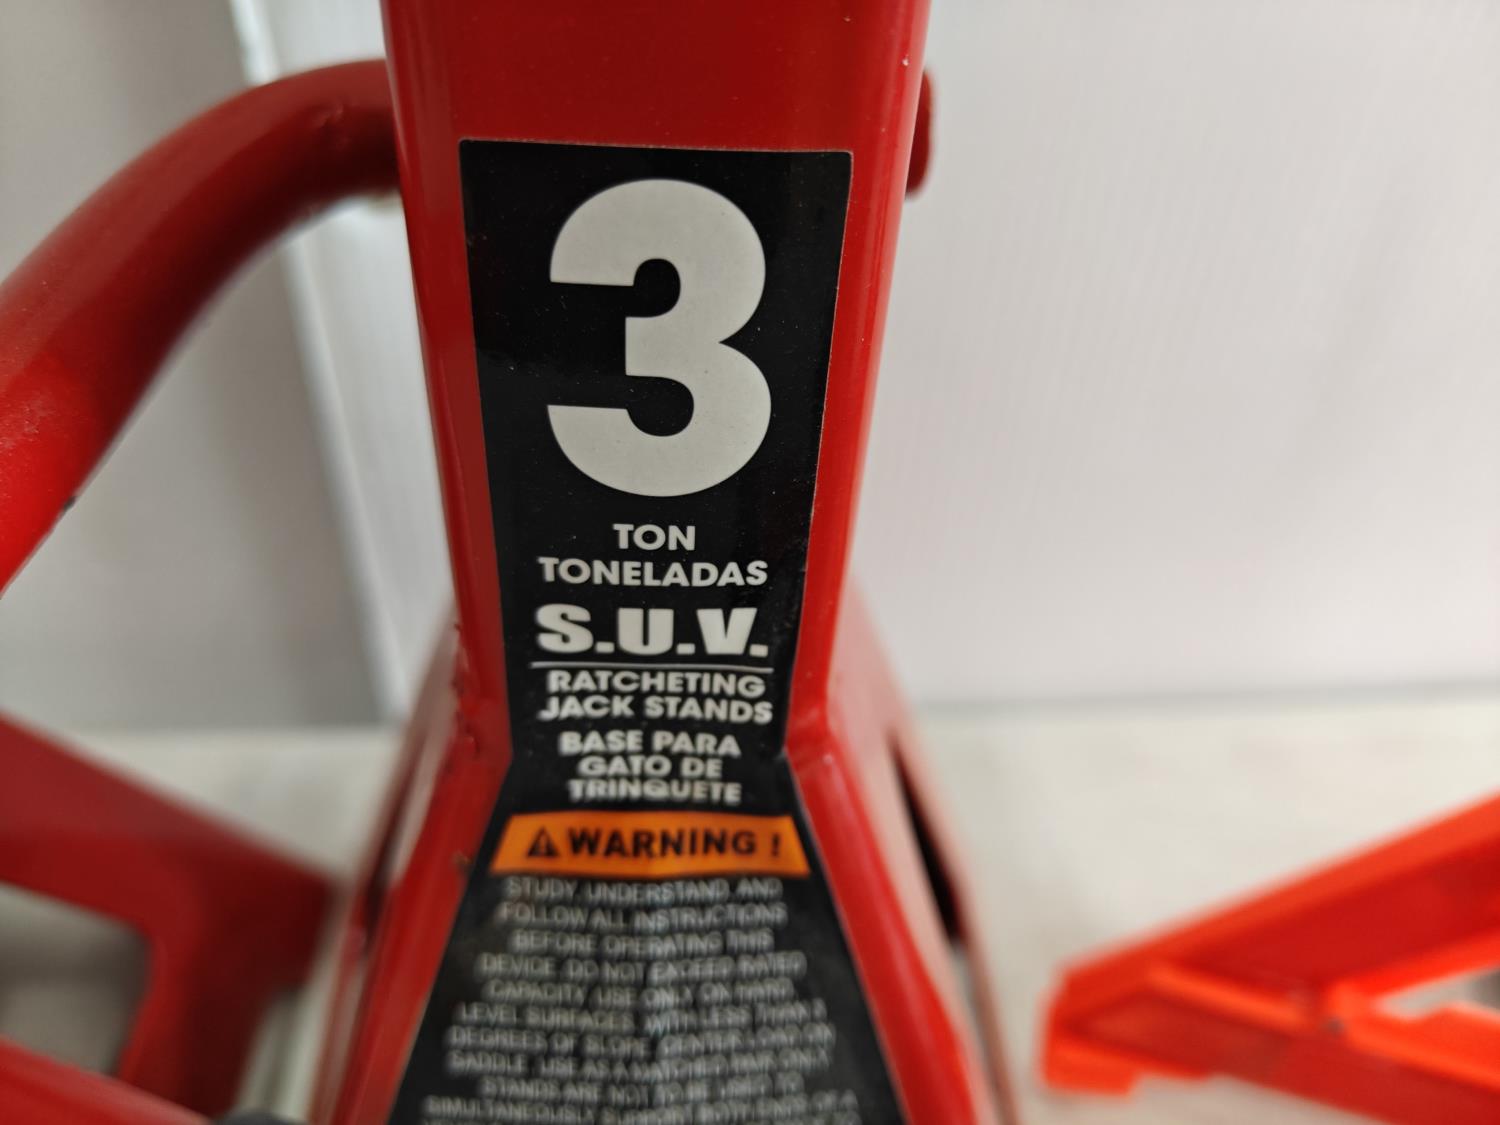 3
TON
TONELADAS
S.U.V.
RATCHETING
JACK STANDS
BASE PARA
GATO DE
TRINQUETE
WARNING !
STUDY, UNDERSTAND, AND
FOLLOW ALL INSTRUCTIONS
BEFORE OPERATING THIS
DEVICE. DO NOT EXCEED RATED
CAPACITY. USE ONLY ON HARD
LEVEL SURFACES, WITH LESS THAN 3
DEGREES OF SLOPE. CENTER LOAD ON
SADDLE. USE AS A MATCHED PAIR ONLY.
STANDS ARE NOT TO BE USED TO
SIMULTANEOUSLY SUPPORT BOTH ENDS OF A